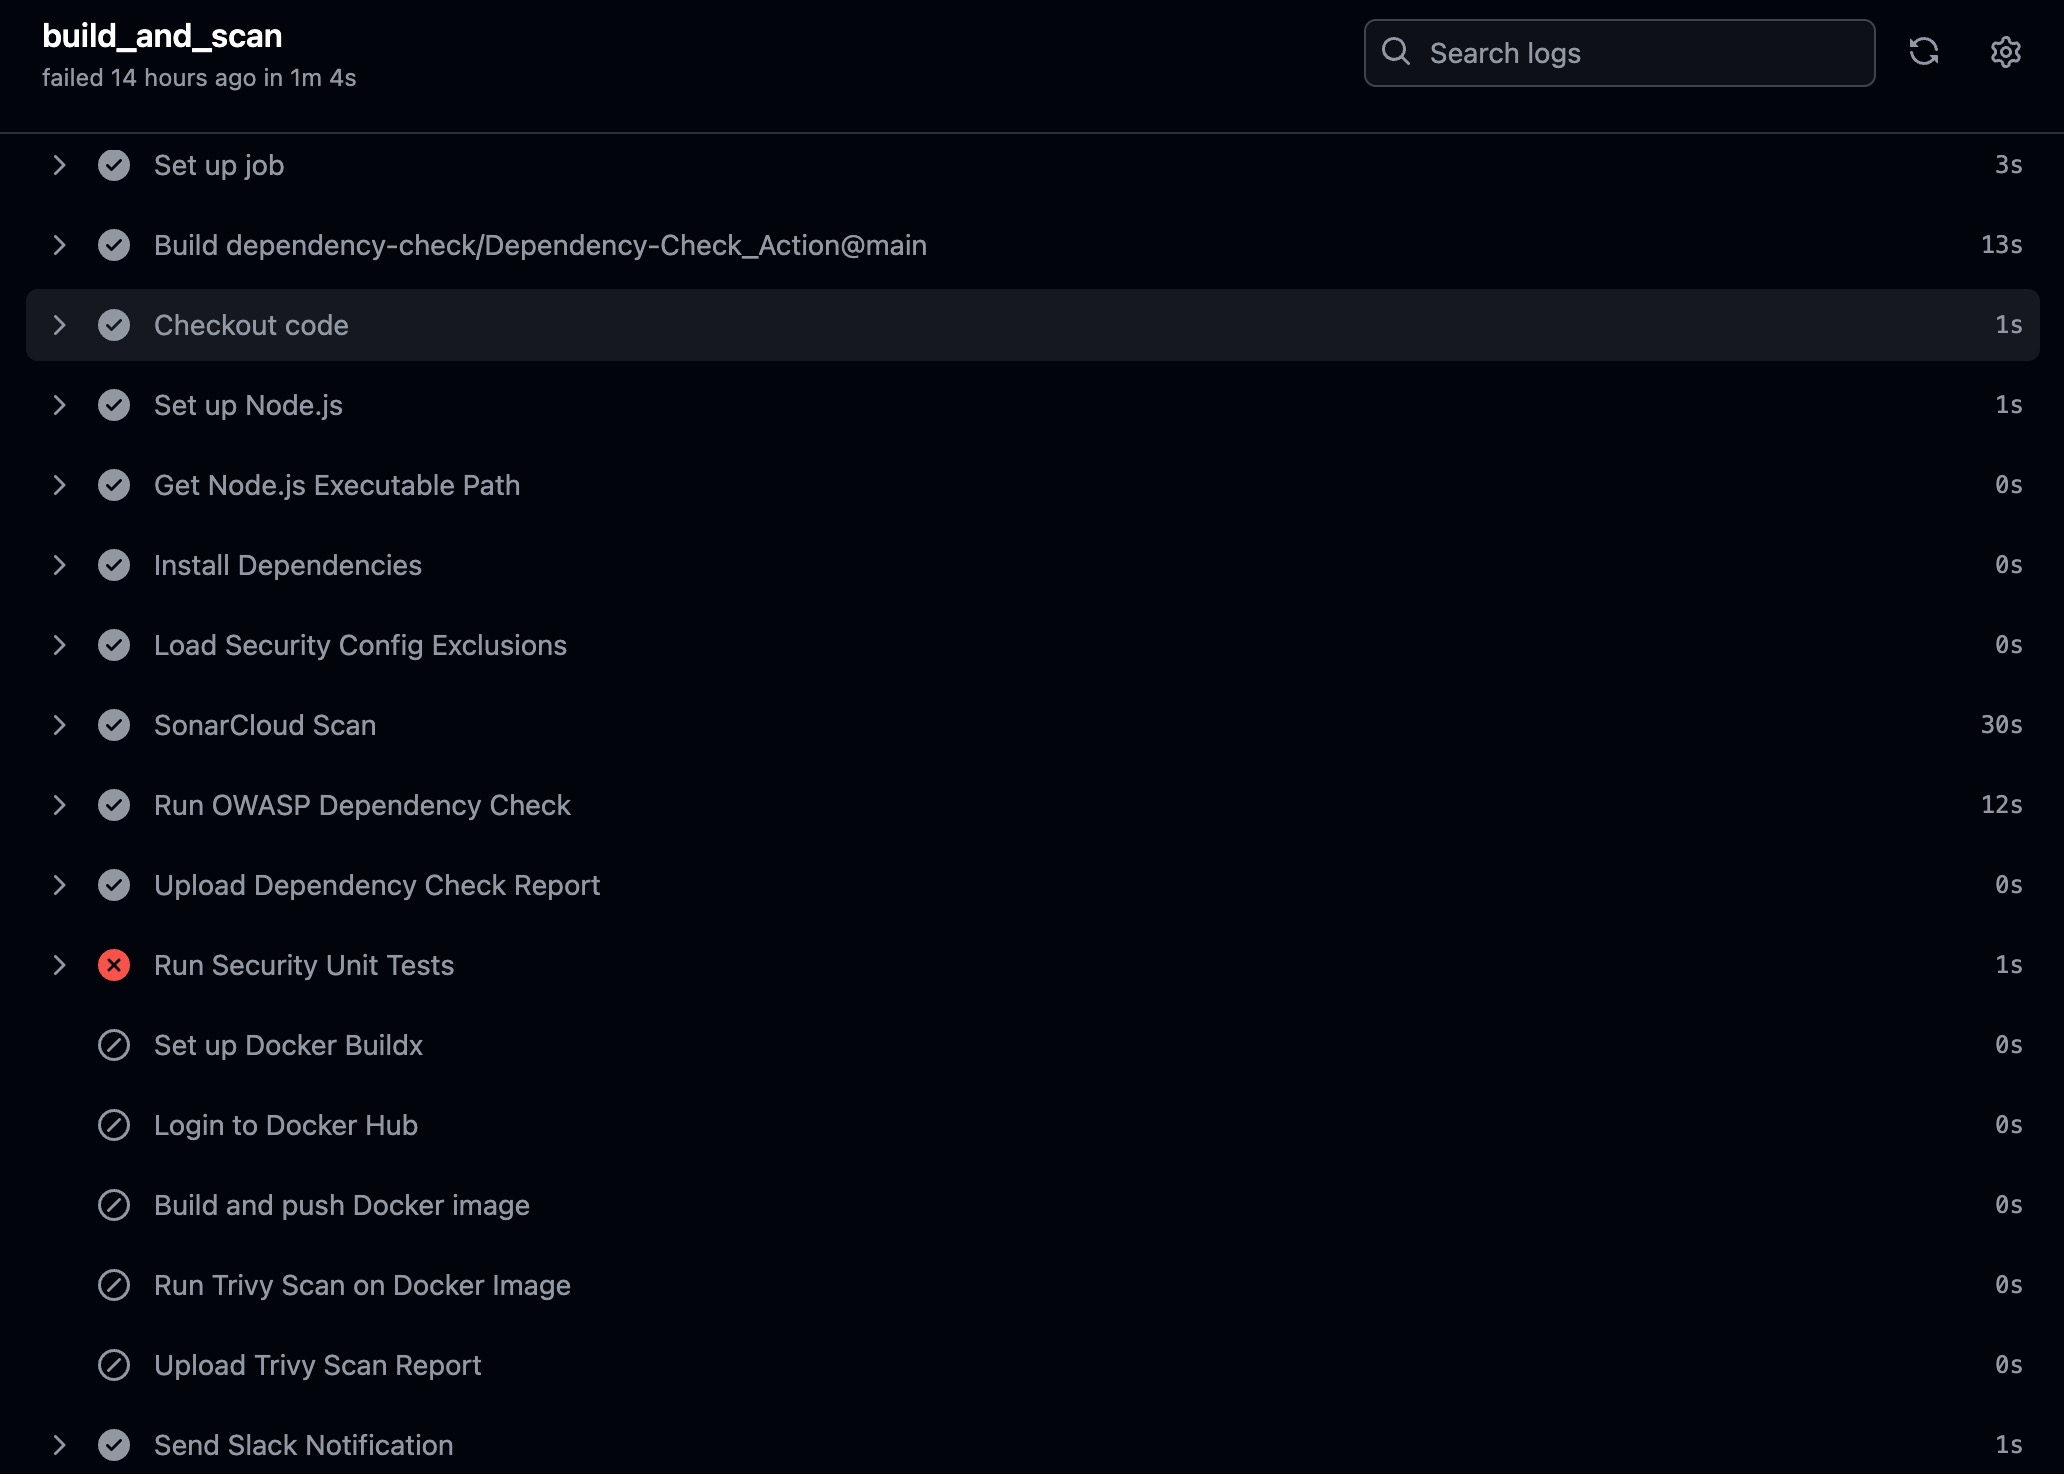 build_and_scan
failed 14 hours ago in 1m 4s
Search logs
Set up job 3s
Build dependency-check/Dependency-Check_Action@main 13s
Checkout code 1s
Set up Node.js 1s
Get Node.js Executable Path 0s
Install Dependencies 0s
Load Security Config Exclusions 0s
SonarCloud Scan 30s
Run OWASP Dependency Check 12s
Upload Dependency Check Report 0s
Run Security Unit Tests 1s
Set up Docker Buildx 0s
Login to Docker Hub 0s
Build and push Docker image 0s
Run Trivy Scan on Docker Image 0s
Upload Trivy Scan Report 0s
Send Slack Notification 1s